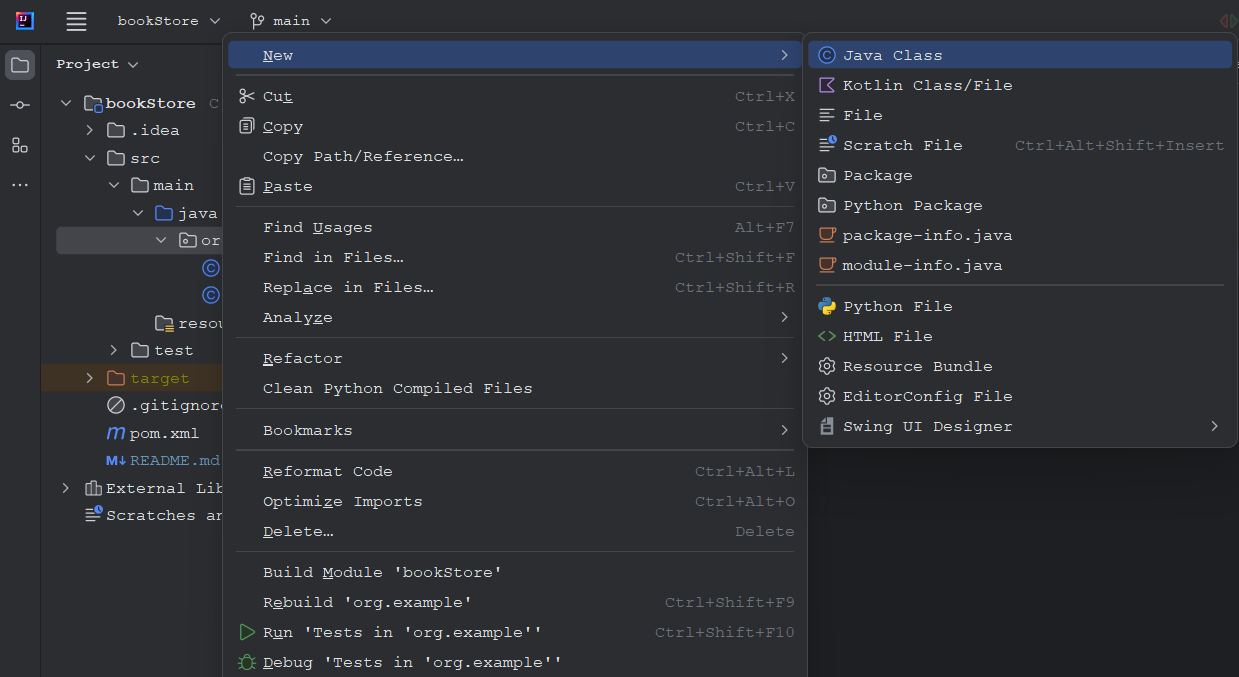 bookStore main
Project
bookStore C
.idea
src
main
java
or
resou
test
target
.gitignore
pom.xml
M↓ README.md
External Lib
Scratches an
New
Cut Ctrl+X
Copy Ctrl+C
Copy Path/Reference…
Paste Ctrl+V
Find Usages Alt+F7
Find in Files… Ctrl+Shift+F
Replace in Files… Ctrl+Shift+R
Analyze
Refactor
Clean Python Compiled Files
Bookmarks
Reformat Code Ctrl+Alt+L
Optimize Imports Ctrl+Alt+O
Delete… Delete
Build Module 'bookStore'
Rebuild 'org.example' Ctrl+Shift+F9
Run 'Tests in 'org.example'' Ctrl+Shift+F10
Debug 'Tests in 'org.example''
Java Class
Kotlin Class/File
File
Scratch File Ctrl+Alt+Shift+Insert
Package
Python Package
package-info.java
module-info.java
Python File
HTML File
Resource Bundle
EditorConfig File
Swing UI Designer